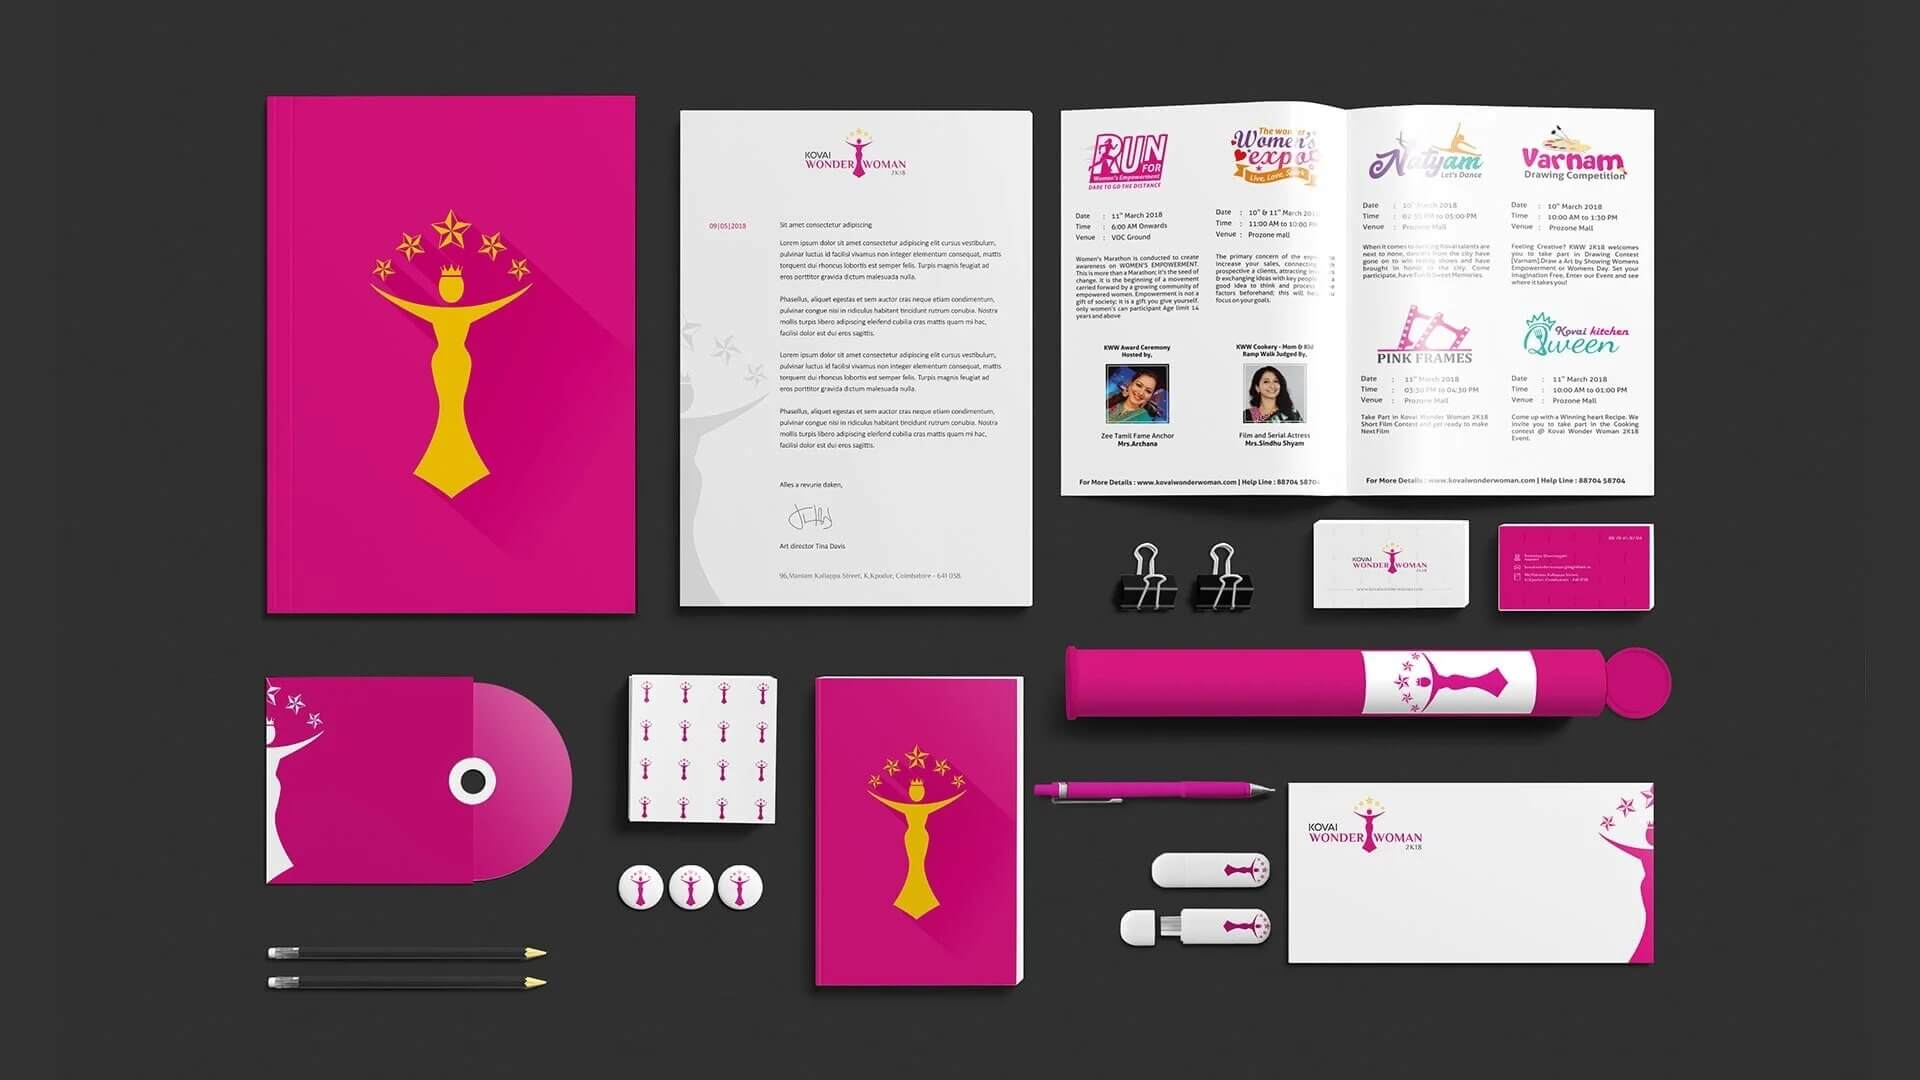 KOVAI
WONDER WOMAN
2K18
09|05|2018
Sit amet consectetur adipiscing
Lorem ipsum dolor sit amet consectetur adipiscing elit cursus vestibulum,
pulvinar luctus id facilisi vivamus non integer elementum consequat, mattis
torquent dui rhoncus lobortis est semper felis. Turpis magnis feugiat ad
eros porttitor gravida dictum malesuada nulla.
Phasellus, aliquet egestas et sem auctor cras neque etiam condimentum,
pulvinar congue nisi in ridiculus habitant tincidunt rutrum conubia. Nostra
mollis turpis libero adipiscing eleifend cubilia cras mattis quam mi hac,
facilisi dolor est dui eros sagittis.
Lorem ipsum dolor sit amet consectetur adipiscing elit cursus vestibulum,
pulvinar luctus id facilisi vivamus non integer elementum consequat, mattis
torquent dui rhoncus lobortis est semper felis. Turpis magnis feugiat ad
eros porttitor gravida dictum malesuada nulla.
Phasellus, aliquet egestas et sem auctor cras neque etiam condimentum,
pulvinar congue nisi in ridiculus habitant tincidunt rutrum conubia. Nostra
mollis turpis libero adipiscing eleifend cubilia cras mattis quam mi hac,
facilisi dolor est dui eros sagittis.
Alles a revurie daken,
Art director Tina Davis
96,Maniam Kaliappa Street, K.Kpudur, Coimbatore - 641 058.
RUN
FOR
Women's Empowerment
DARE TO GO THE DISTANCE
Date : 11th March 2018
Time : 6:00 AM Onwards
Venue : VOC Ground
Women's Marathon is conducted to create
awareness on WOMEN'S EMPOWERMENT.
This is more than a Marathon; it's the seed of
change. It is the beginning of a movement
carried forward by a growing community of
empowered women. Empowerment is not a
gift of society; it is a gift you give yourself.
only women's can participate Age limit 14
years and above
KWW Award Ceremony
Hosted by,
Zee Tamil Fame Anchor
Mrs.Archana
The wonder
Women's
expo
Live, Love, Spark
Date : 10th & 11th March 2018
Time : 11:00 AM to 10:00 PM
Venue : Prozone mall
The primary concern of the
increase your sales, connecting
prospective a clients, attracting
& exchanging ideas with key people
good idea to think and process
factors beforehand; this will
focus on your goals.
KWW Cookery - Mom & Kid
Ramp Walk Judged By,
Film and Serial Actress
Mrs.Sindhu Shyam
For More Details : www.kovaiwonderwoman.com | Help Line : 88704 58704
Natyam
Let's Dance
Date : 10th March 2018
Time : 02:30 PM to 05:00 PM
Venue : Prozone Mall
When it comes to dancing Kovai talents are
next to none, dancers from the city have
gone on to win reality shows and have
brought in honor to the city. Come
participate, have Fun & Sweet Memories.
Varnam
Drawing Competition
Date : 10th March 2018
Time : 10:00 AM to 1:30 PM
Venue : Prozone Mall
Feeling Creative? KWW 2K18 welcomes
you to take part in Drawing Contest
[Varnam].Draw a Art by Showing Womens
Empowerment or Womens Day. Set your
Imagination Free, Enter our Event and see
where it takes you!
PINK FRAMES
Date : 11th March 2018
Time : 03:30 PM to 04:30 PM
Venue : Prozone Mall
Take Part in Kovai Wonder Woman 2K18
Short Film Contest and get ready to make
Next Film
Kovai kitchen
Qween
Date : 11th March 2018
Time : 10:00 AM to 01:00 PM
Venue : Prozone Mall
Come up with a Winning heart Recipe. We
invite you to take part in the Cooking
contest @ Kovai Wonder Woman 2K18
Event.
For More Details : www.kovaiwonderwoman.com | Help Line : 88704 58704
KOVAI
WONDER WOMAN
2K18
www.kovaiwonderwoman.com
KOVAI
WONDER WOMAN
2K18